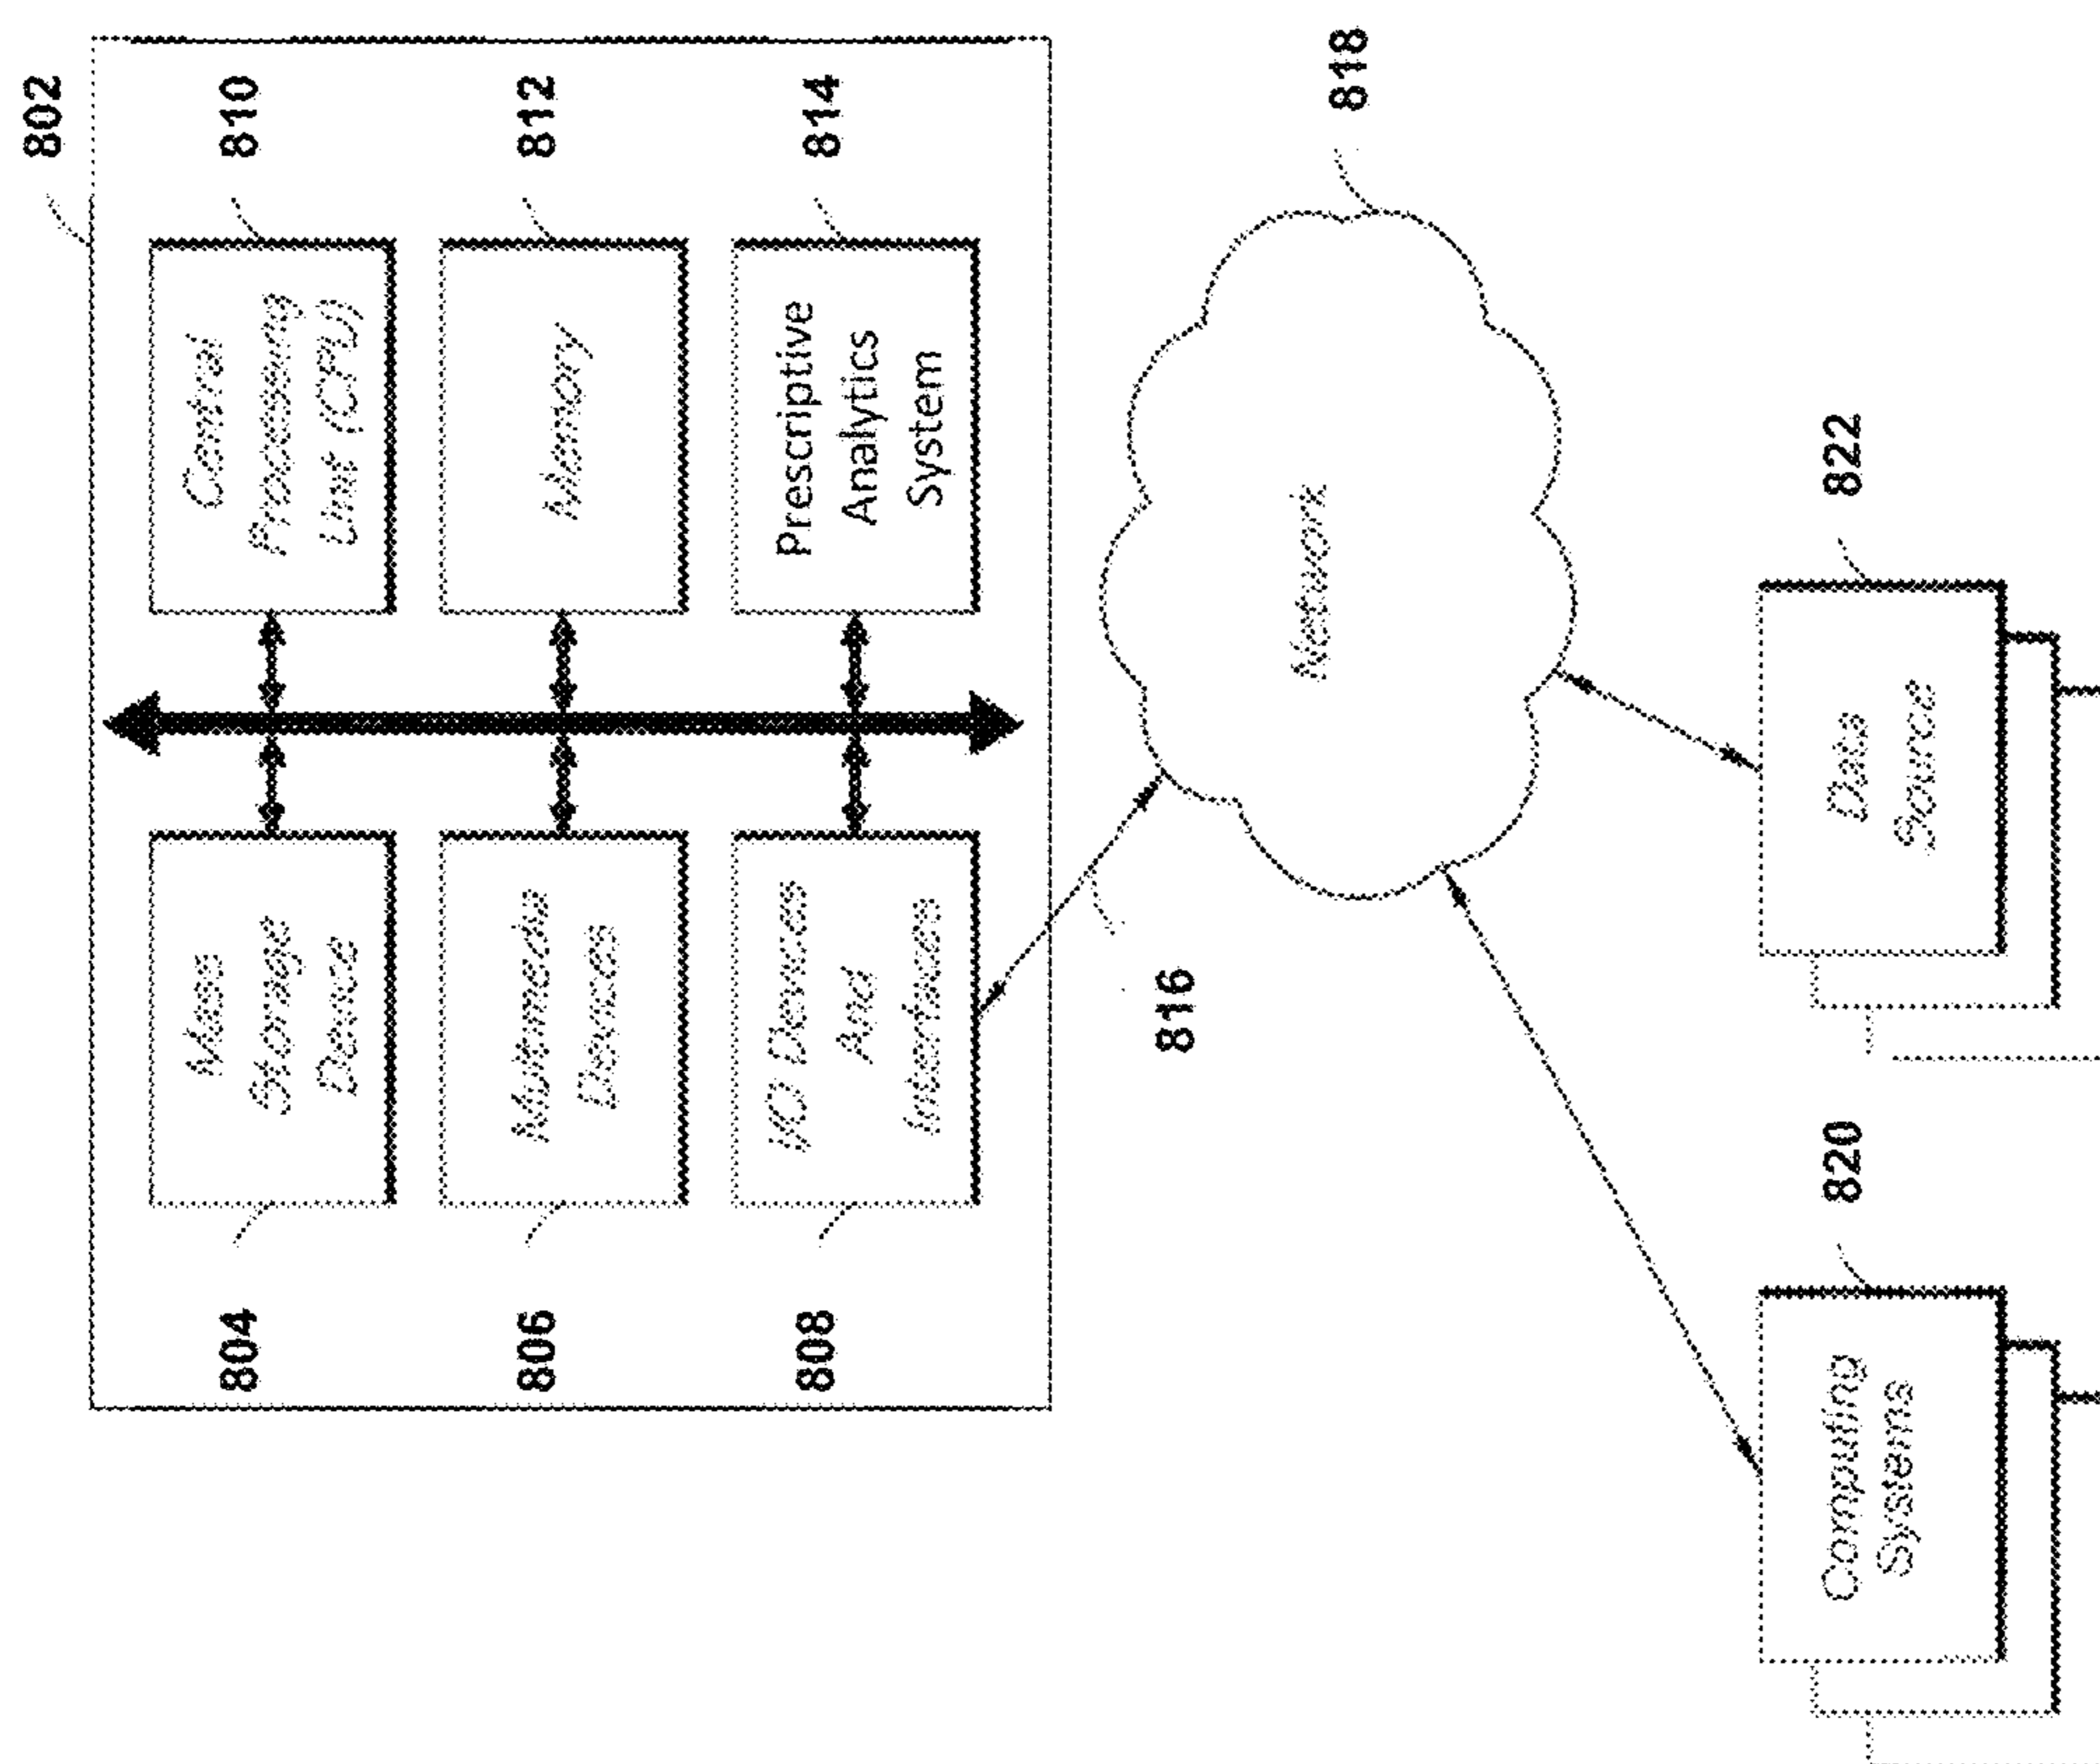 802
804
Mass
Storage
Device
810
Central
Processing
Unit (CPU)
806
Multimedia
Devices
812
Memory
808
I/O Devices
And
Interfaces
814
Prescriptive
Analytics
System
816
818
Network
820
Computing
Systems
822
Data
Source